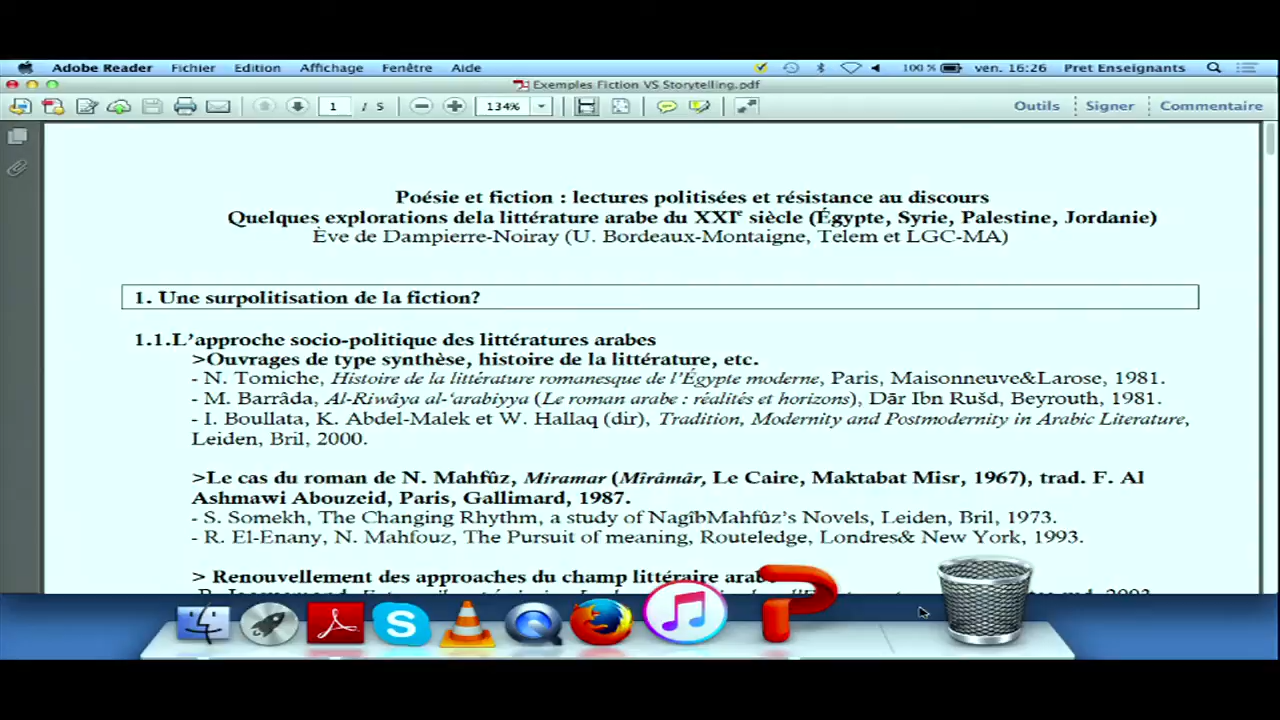 Adobe Reader Fichier Edition Affichage Fenêtre Aide 100 % ven. 16:26 Pret Enseignants
Exemples Fiction VS Storytelling.pdf
1 / 5 134% Outils Signer Commentaire
Poésie et fiction : lectures politisées et résistance au discours
Quelques explorations dela littérature arabe du XXIe siècle (Égypte, Syrie, Palestine, Jordanie)
Ève de Dampierre-Noiray (U. Bordeaux-Montaigne, Telem et LGC-MA)
1. Une surpolitisation de la fiction?
1.1.L’approche socio-politique des littératures arabes
>Ouvrages de type synthèse, histoire de la littérature, etc.
- N. Tomiche, Histoire de la littérature romanesque de l’Égypte moderne, Paris, Maisonneuve&Larose, 1981.
- M. Barrâda, Al-Riwâya al-‘arabiyya (Le roman arabe : réalités et horizons), Dār Ibn Rušd, Beyrouth, 1981.
- I. Boullata, K. Abdel-Malek et W. Hallaq (dir), Tradition, Modernity and Postmodernity in Arabic Literature,
Leiden, Bril, 2000.
>Le cas du roman de N. Mahfûz, Miramar (Mîrâmâr, Le Caire, Maktabat Misr, 1967), trad. F. Al
Ashmawi Abouzeid, Paris, Gallimard, 1987.
- S. Somekh, The Changing Rhythm, a study of NagîbMahfûz’s Novels, Leiden, Bril, 1973.
- R. El-Enany, N. Mahfouz, The Pursuit of meaning, Routeledge, Londres& New York, 1993.
> Renouvellement des approches du champ littéraire arabe